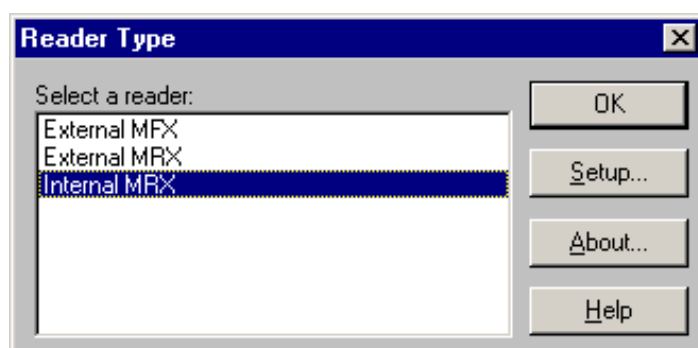 Reader Type
Select a reader:
External MFX
External MRX
Internal MRX
OK
Setup...
About...
Help